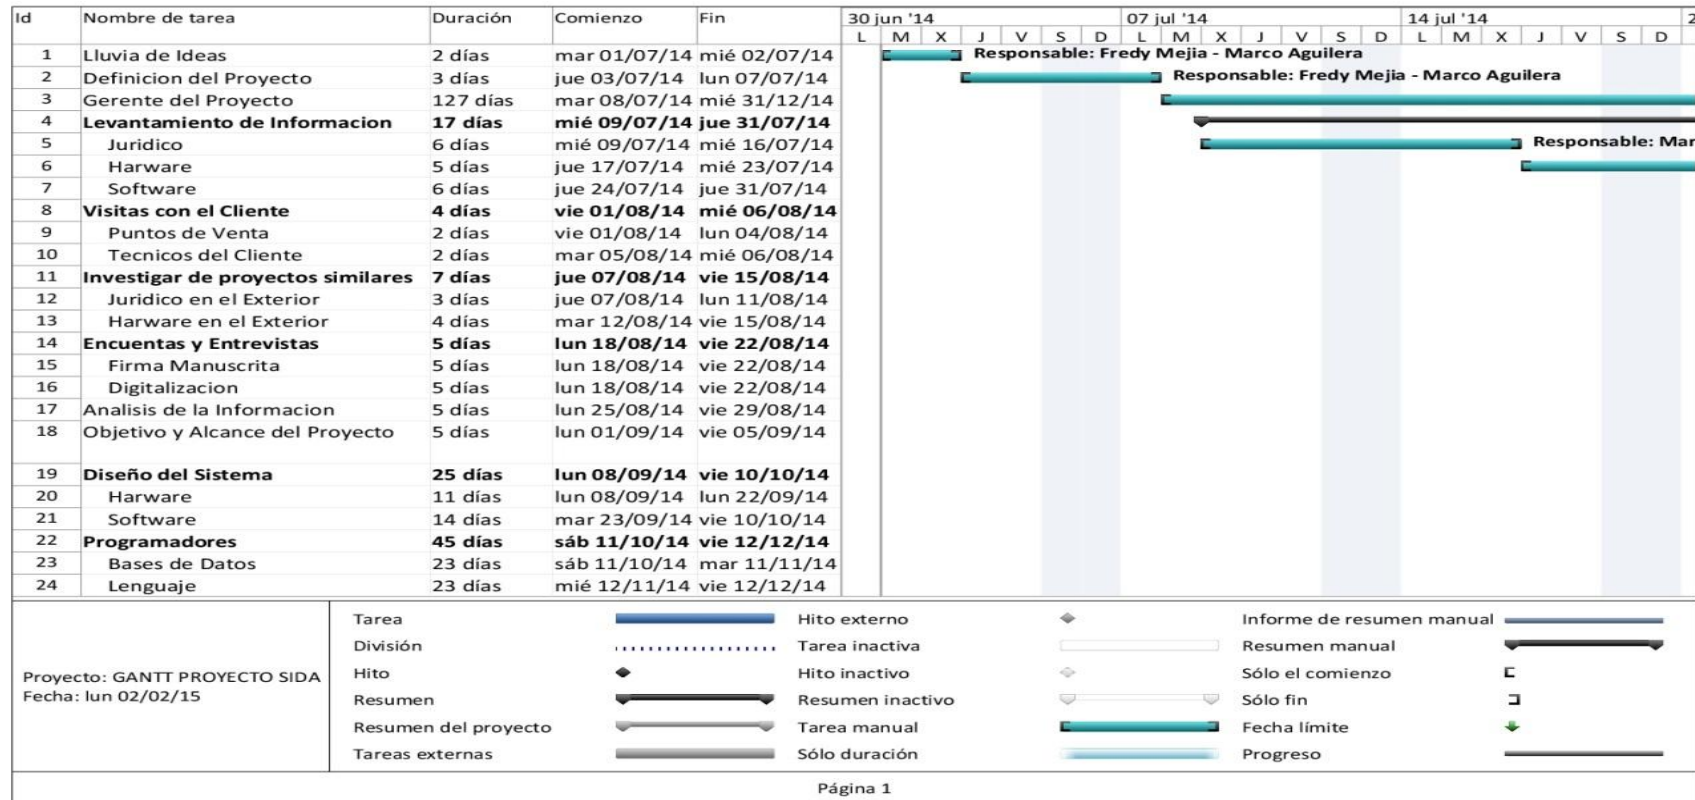 Id Nombre de tarea Duración Comienzo Fin 30 jun '14 07 jul '14 14 jul '14 2
L M X J V S D L M X J V S D L M X J V S D
1 Lluvia de Ideas 2 días mar 01/07/14 mié 02/07/14 Responsable: Fredy Mejia - Marco Aguilera
2 Definicion del Proyecto 3 días jue 03/07/14 lun 07/07/14 Responsable: Fredy Mejia - Marco Aguilera
3 Gerente del Proyecto 127 días mar 08/07/14 mié 31/12/14
4 Levantamiento de Informacion 17 días mié 09/07/14 jue 31/07/14
5 Juridico 6 días mié 09/07/14 mié 16/07/14 Responsable: Mar
6 Harware 5 días jue 17/07/14 mié 23/07/14
7 Software 6 días jue 24/07/14 jue 31/07/14
8 Visitas con el Cliente 4 días vie 01/08/14 mié 06/08/14
9 Puntos de Venta 2 días vie 01/08/14 lun 04/08/14
10 Tecnicos del Cliente 2 días mar 05/08/14 mié 06/08/14
11 Investigar de proyectos similares 7 días jue 07/08/14 vie 15/08/14
12 Juridico en el Exterior 3 días jue 07/08/14 lun 11/08/14
13 Harware en el Exterior 4 días mar 12/08/14 vie 15/08/14
14 Encuentas y Entrevistas 5 días lun 18/08/14 vie 22/08/14
15 Firma Manuscrita 5 días lun 18/08/14 vie 22/08/14
16 Digitalizacion 5 días lun 18/08/14 vie 22/08/14
17 Analisis de la Informacion 5 días lun 25/08/14 vie 29/08/14
18 Objetivo y Alcance del Proyecto 5 días lun 01/09/14 vie 05/09/14
19 Diseño del Sistema 25 días lun 08/09/14 vie 10/10/14
20 Harware 11 días lun 08/09/14 lun 22/09/14
21 Software 14 días mar 23/09/14 vie 10/10/14
22 Programadores 45 días sáb 11/10/14 vie 12/12/14
23 Bases de Datos 23 días sáb 11/10/14 mar 11/11/14
24 Lenguaje 23 días mié 12/11/14 vie 12/12/14
Proyecto: GANTT PROYECTO SIDA
Fecha: lun 02/02/15
Tarea Hito externo Informe de resumen manual
División Tarea inactiva Resumen manual
Hito Hito inactivo Sólo el comienzo
Resumen Resumen inactivo Sólo fin
Resumen del proyecto Tarea manual Fecha límite
Tareas externas Sólo duración Progreso
Página 1